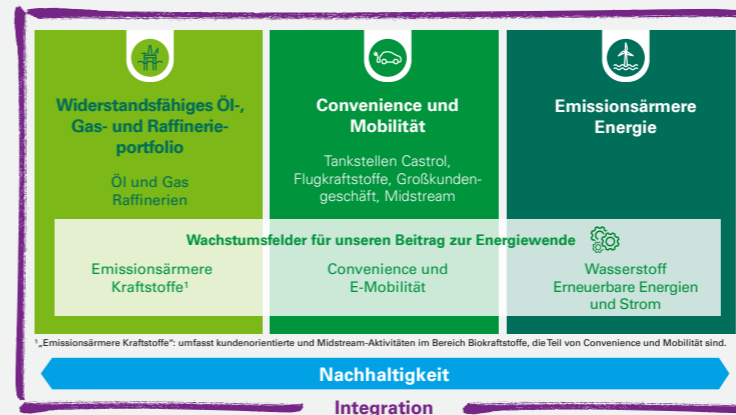 Widerstandsfähiges Öl-,
Gas- und Raffinerie-
portfolio
Öl und Gas
Raffinerien
Convenience und
Mobilität
Tankstellen Castrol,
Flugkraftstoffe, Großkunden-
geschäft, Midstream
Emissionsärmere
Energie
Wachstumsfelder für unseren Beitrag zur Energiewende
Emissionsärmere
Kraftstoffe¹
Convenience und
E-Mobilität
Wasserstoff
Erneuerbare Energien
und Strom
¹„Emissionsärmere Kraftstoffe“: umfasst kundenorientierte und Midstream-Aktivitäten im Bereich Biokraftstoffe, die Teil von Convenience und Mobilität sind.
Nachhaltigkeit
Integration